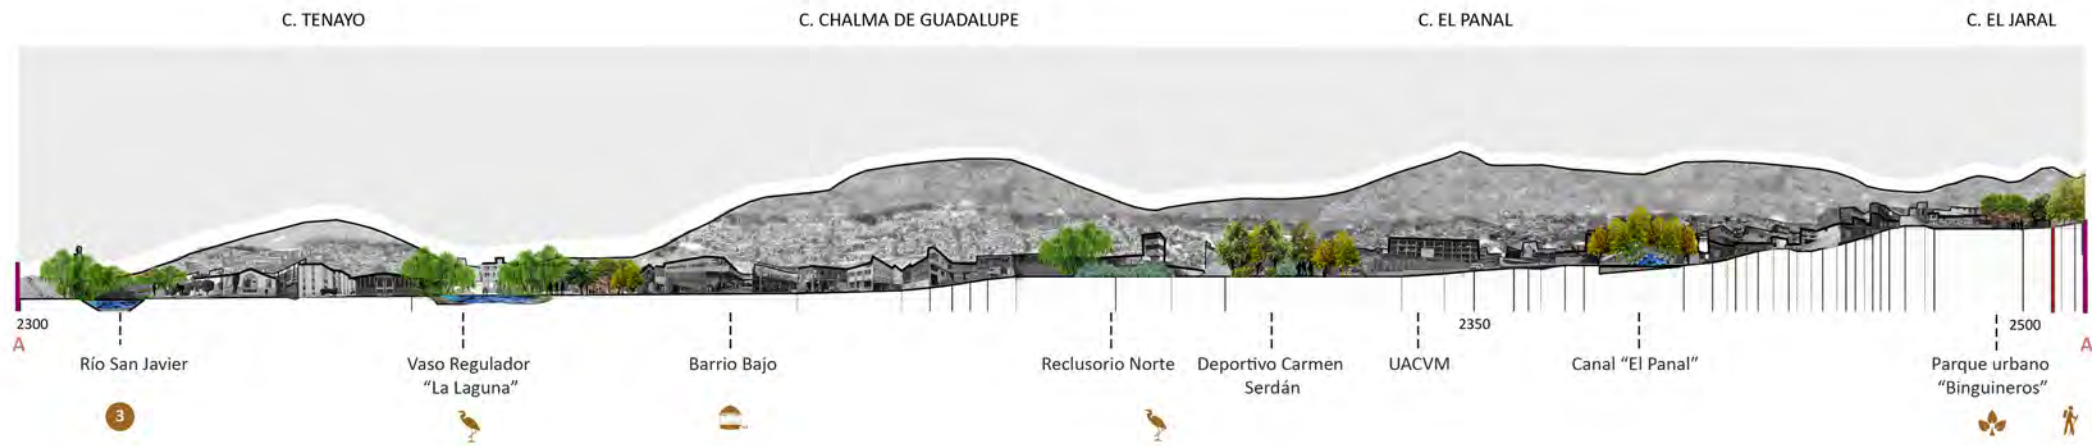 C. TENAYO
C. CHALMA DE GUADALUPE
C. EL PANAL
C. EL JARAL
2300
2350
2500
A
A
Río San Javier
Vaso Regulador
“La Laguna”
Barrio Bajo
Reclusorio Norte
Deportivo Carmen
Serdán
UACVM
Canal “El Panal”
Parque urbano
“Binguineros”
3